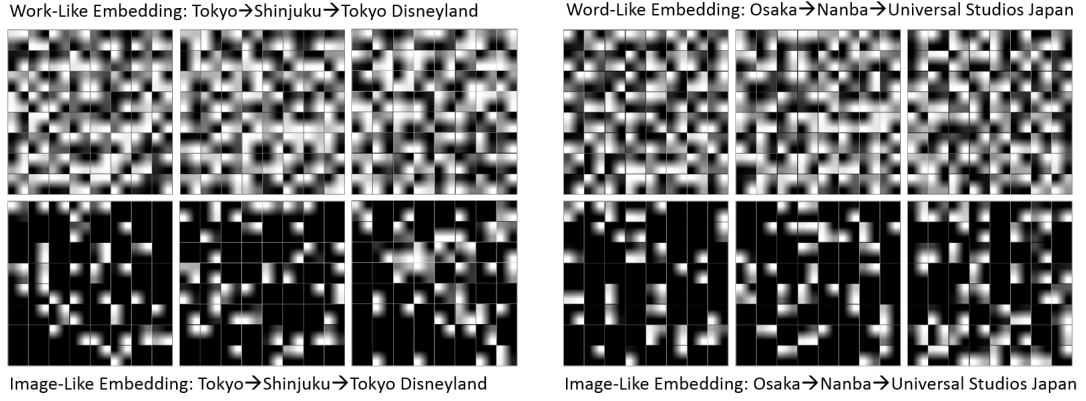 Work-Like Embedding: Tokyo→Shinjuku→Tokyo Disneyland
Word-Like Embedding: Osaka→Nanba→Universal Studios Japan
Image-Like Embedding: Tokyo→Shinjuku→Tokyo Disneyland
Image-Like Embedding: Osaka→Nanba→Universal Studios Japan